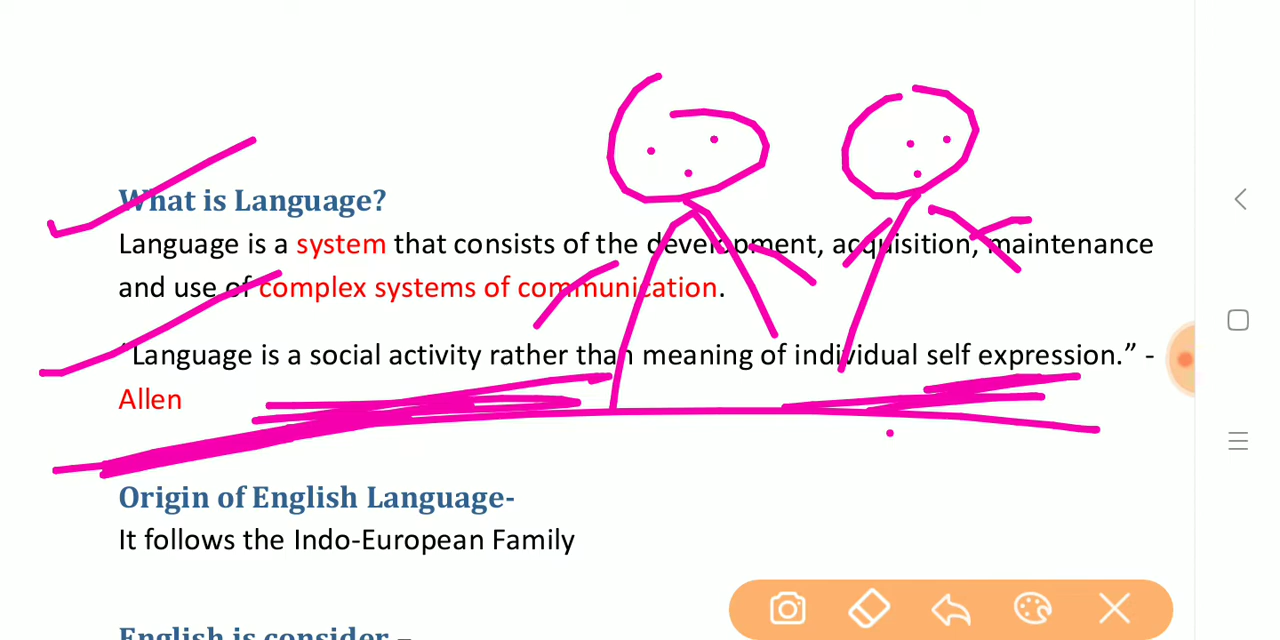 What is Language?
Language is a system that consists of the development, acquisition, maintenance
and use of complex systems of communication.
“Language is a social activity rather than meaning of individual self expression.” -
Allen
Origin of English Language-
It follows the Indo-European Family
English is consider –